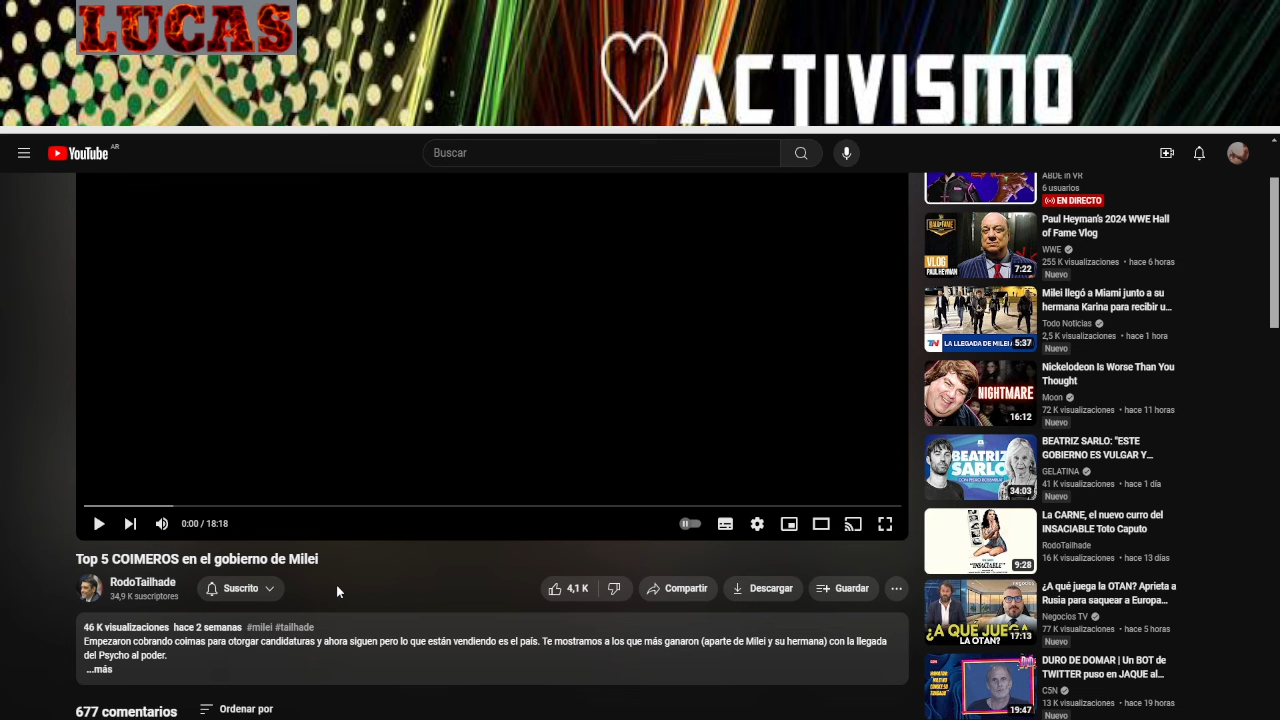 LUCAS
ACTIVISMO
YouTube AR
Buscar
0:00 / 18:18
Top 5 COIMEROS en el gobierno de Milei
RodoTailhade
34,9 K suscriptores
Suscrito
4,1 K
Compartir
Descargar
Guardar
46 K visualizaciones hace 2 semanas #milei #tailhade
Empezaron cobrando coimas para otorgar candidaturas y ahora siguen pero lo que están vendiendo es el país. Te mostramos a los que más ganaron (aparte de Milei y su hermana) con la llegada
del Psycho al poder.
...más
677 comentarios
Ordenar por
ABDE in VR
6 usuarios
EN DIRECTO
HALL OF FAME
VLOG
PAUL HEYMAN
7:22
Paul Heyman's 2024 WWE Hall
of Fame Vlog
WWE
255 K visualizaciones • hace 6 horas
Nuevo
TN LA LLEGADA DE MILEI
5:37
Milei llegó a Miami junto a su
hermana Karina para recibir u...
Todo Noticias
2,5 K visualizaciones • hace 1 hora
Nuevo
NIGHTMARE
16:12
Nickelodeon Is Worse Than You
Thought
Moon
72 K visualizaciones • hace 11 horas
Nuevo
BEATRIZ
SARLO
34:03
BEATRIZ SARLO: "ESTE
GOBIERNO ES VULGAR Y...
GELATINA
41 K visualizaciones • hace 1 día
Nuevo
"INSACIABLE"
9:28
La CARNE, el nuevo curro del
INSACIABLE Toto Caputo
RodoTailhade
16 K visualizaciones • hace 13 días
negocios
¿A QUÉ JUEGA
LA OTAN?
17:13
¿A qué juega la OTAN? Aprieta a
Rusia para saquear a Europa...
Negocios TV
77 K visualizaciones • hace 5 horas
Nuevo
19:47
DURO DE DOMAR | Un BOT de
TWITTER puso en JAQUE al...
C5N
13 K visualizaciones • hace 19 horas
Nuevo